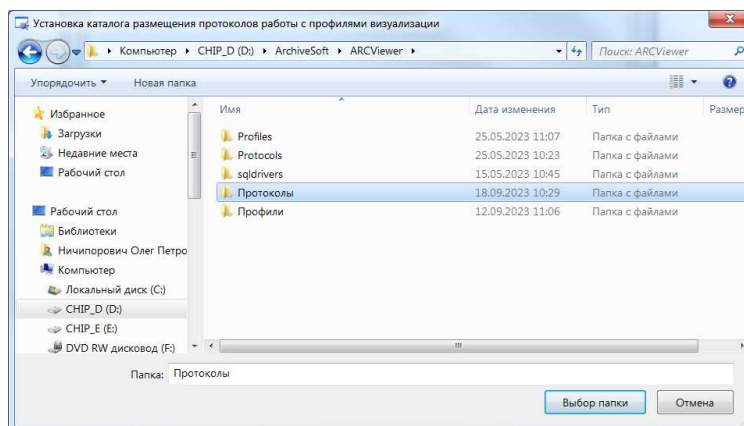 Установка каталога размещения протоколов работы с профилями визуализации
Компьютер ▸ CHIP_D (D:) ▸ ArchiveSoft ▸ ARCViewer ▸
Поиск: ARCViewer
Упорядочить Новая папка
Имя Дата изменения Тип Размер
Избранное
Загрузки
Недавние места
Рабочий стол
Рабочий стол
Библиотеки
Ничипорович Олег Петро
Компьютер
Локальный диск (C:)
CHIP_D (D:)
CHIP_E (E:)
DVD RW дисковод (F:)
Profiles 25.05.2023 11:07 Папка с файлами
Protocols 25.05.2023 10:23 Папка с файлами
sqldrivers 15.05.2023 10:45 Папка с файлами
Протоколы 18.09.2023 10:29 Папка с файлами
Профили 12.09.2023 11:06 Папка с файлами
Папка: Протоколы
Выбор папки Отмена